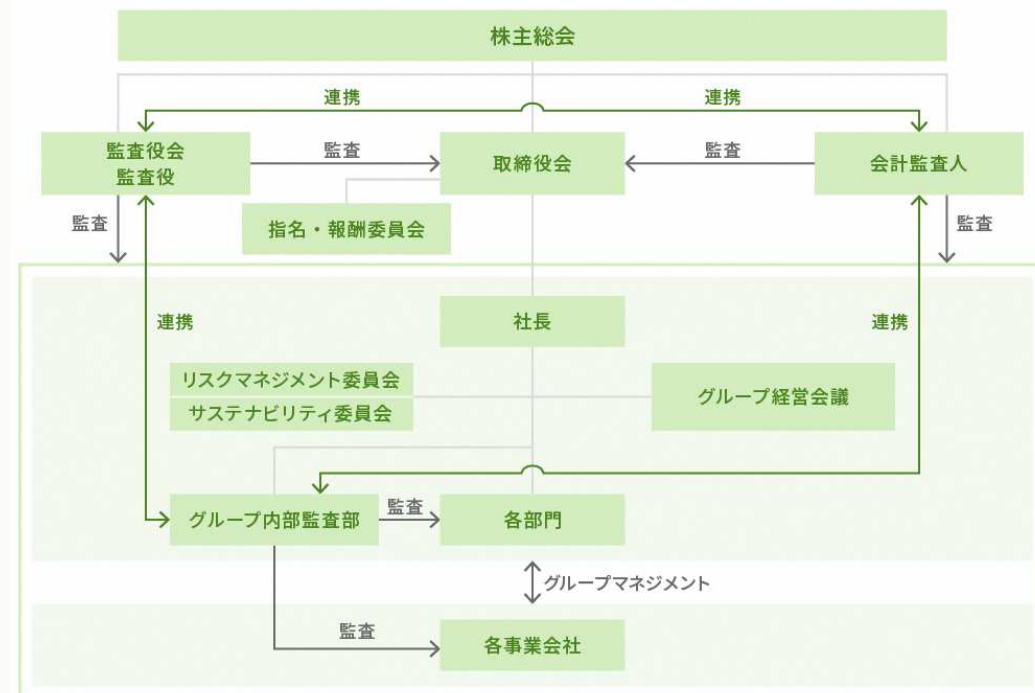 株主総会
連携
連携
監査役会
監査役
監査
取締役会
監査
会計監査人
監査
指名・報酬委員会
監査
社長
連携
連携
リスクマネジメント委員会
サステナビリティ委員会
グループ経営会議
グループ内部監査部
監査
各部門
グループマネジメント
監査
各事業会社